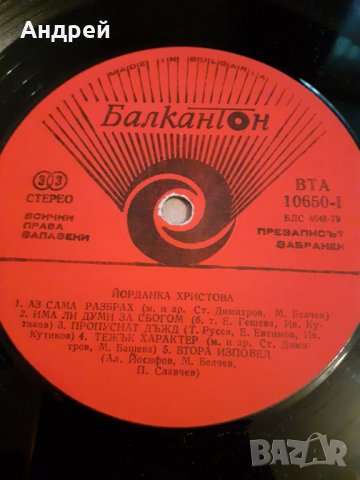 Андрей
MADE IN BULGARIA
Балкантон
33
СТЕРЕО
ВСИЧКИ
ПРАВА
ЗАПАЗЕНИ
ВТА
10650-I
БДС 4048-79
ПРЕЗАПИСЪТ
ЗАБРАНЕН
ЙОРДАНКА ХРИСТОВА
1. АЗ САМА РАЗБРАХ (м. и ар. Ст. Димитров, М. Белчев)
2. ИМА ЛИ ДУМИ ЗА СБОГОМ (б. т. Е. Гешева, Ив. Ку-
тиков) 3. ПРОПУСНАТ ДЪЖД (Т. Русев, Е. Евтимов, Ив.
Кутиков) 4. ТЕЖЪК ХАРАКТЕР (м. и ар. Ст. Дими-
тров, М. Башева) 5. ВТОРА ИЗПОВЕД
(Ал. Йосифов, М. Белчев,
П. Славчев)
BAZAR